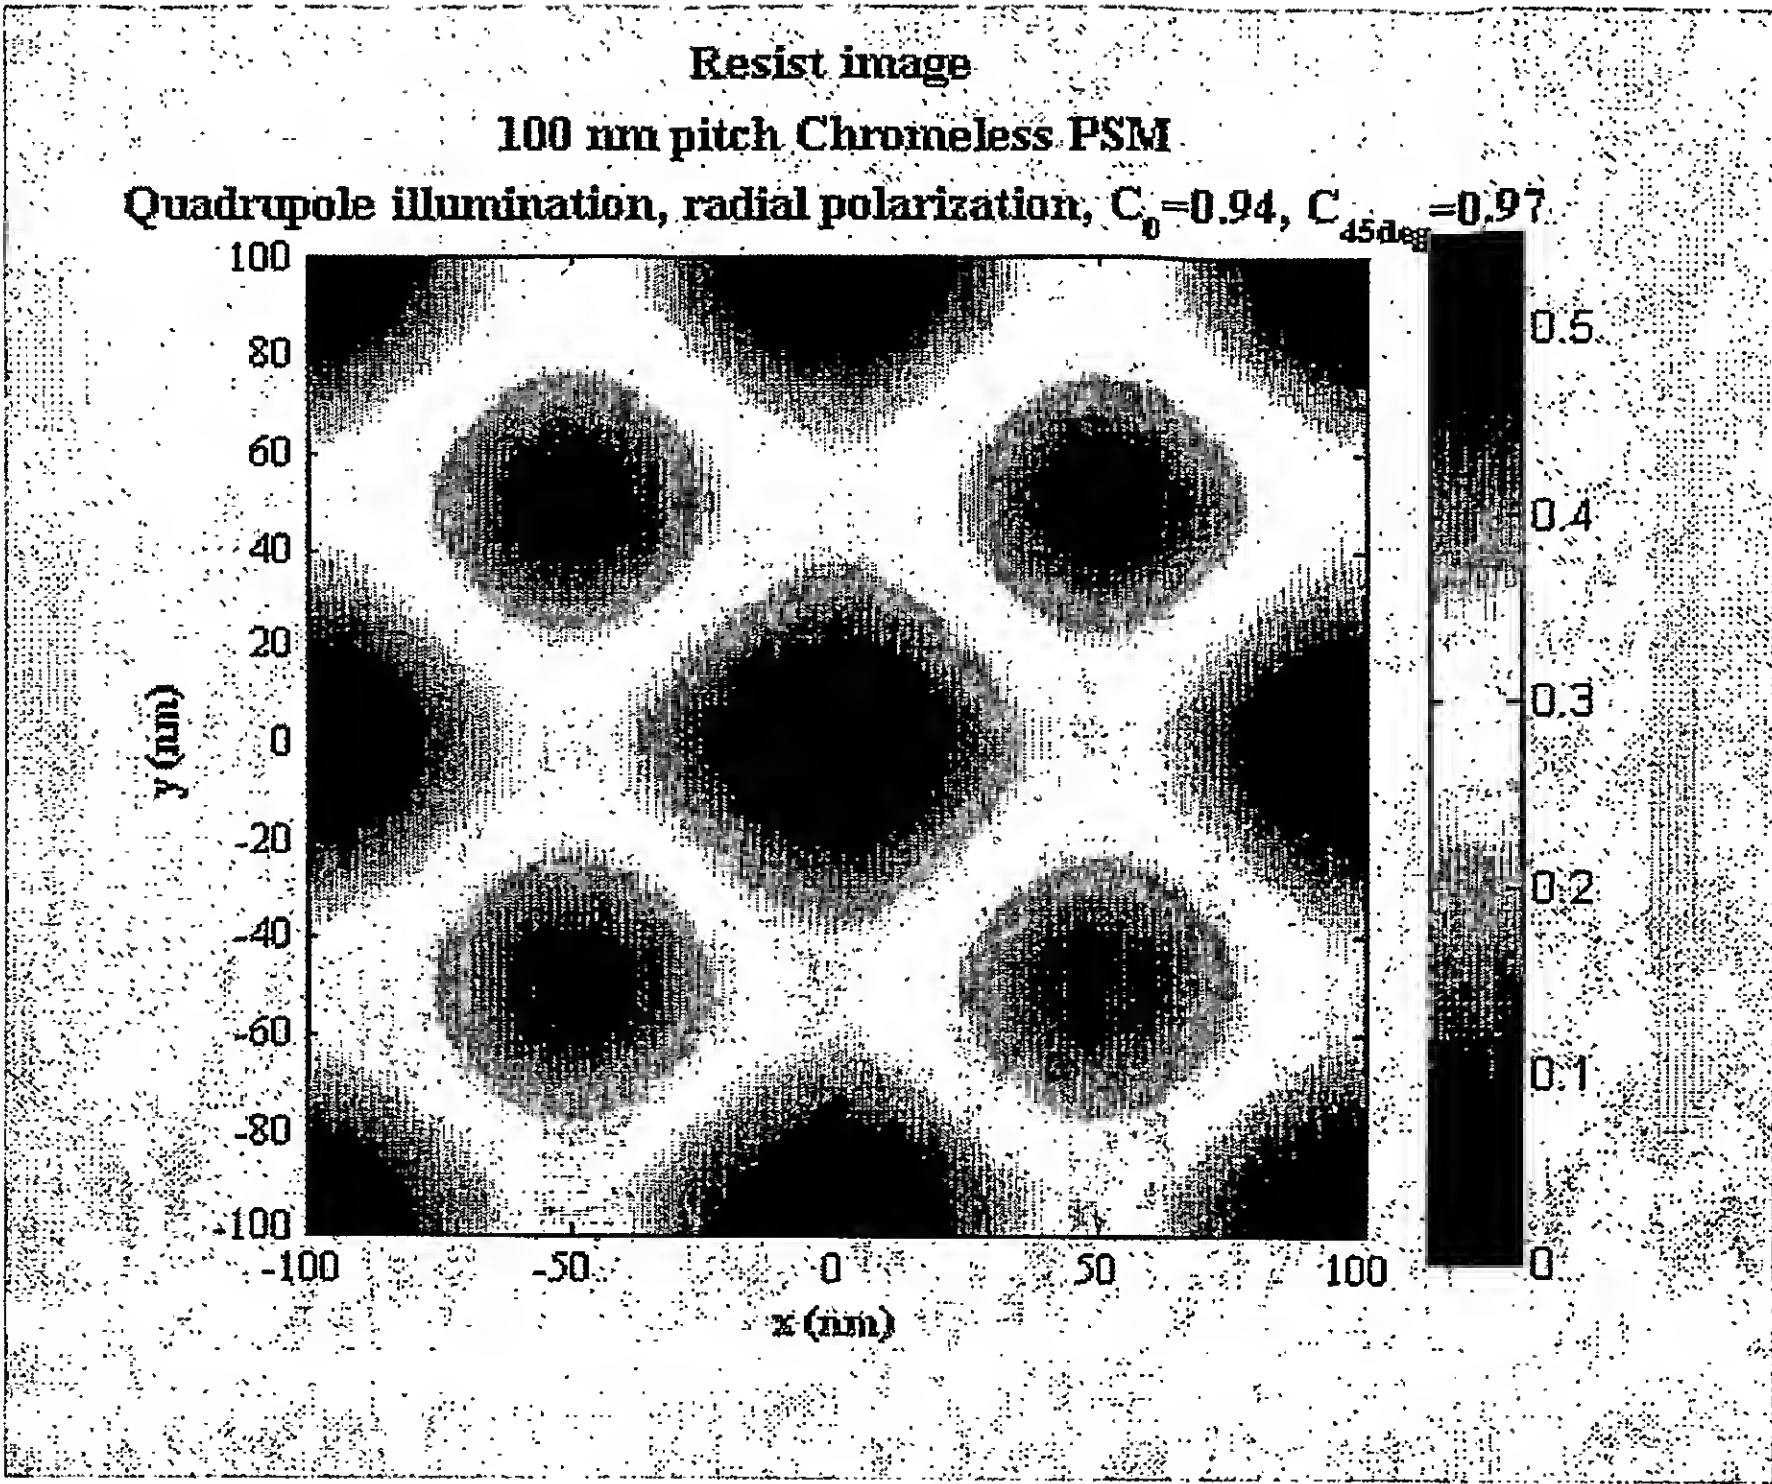 Resist image
100 nm pitch Chromeless PSM
Quadrupole illumination, radial polarization, C0=0.94, C45deg=0.97
100
80
60
40
20
0
-20
-40
-60
-80
-100
y (nm)
-100 -50 0 50 100
x (nm)
0.5
0.4
0.3
0.2
0.1
0